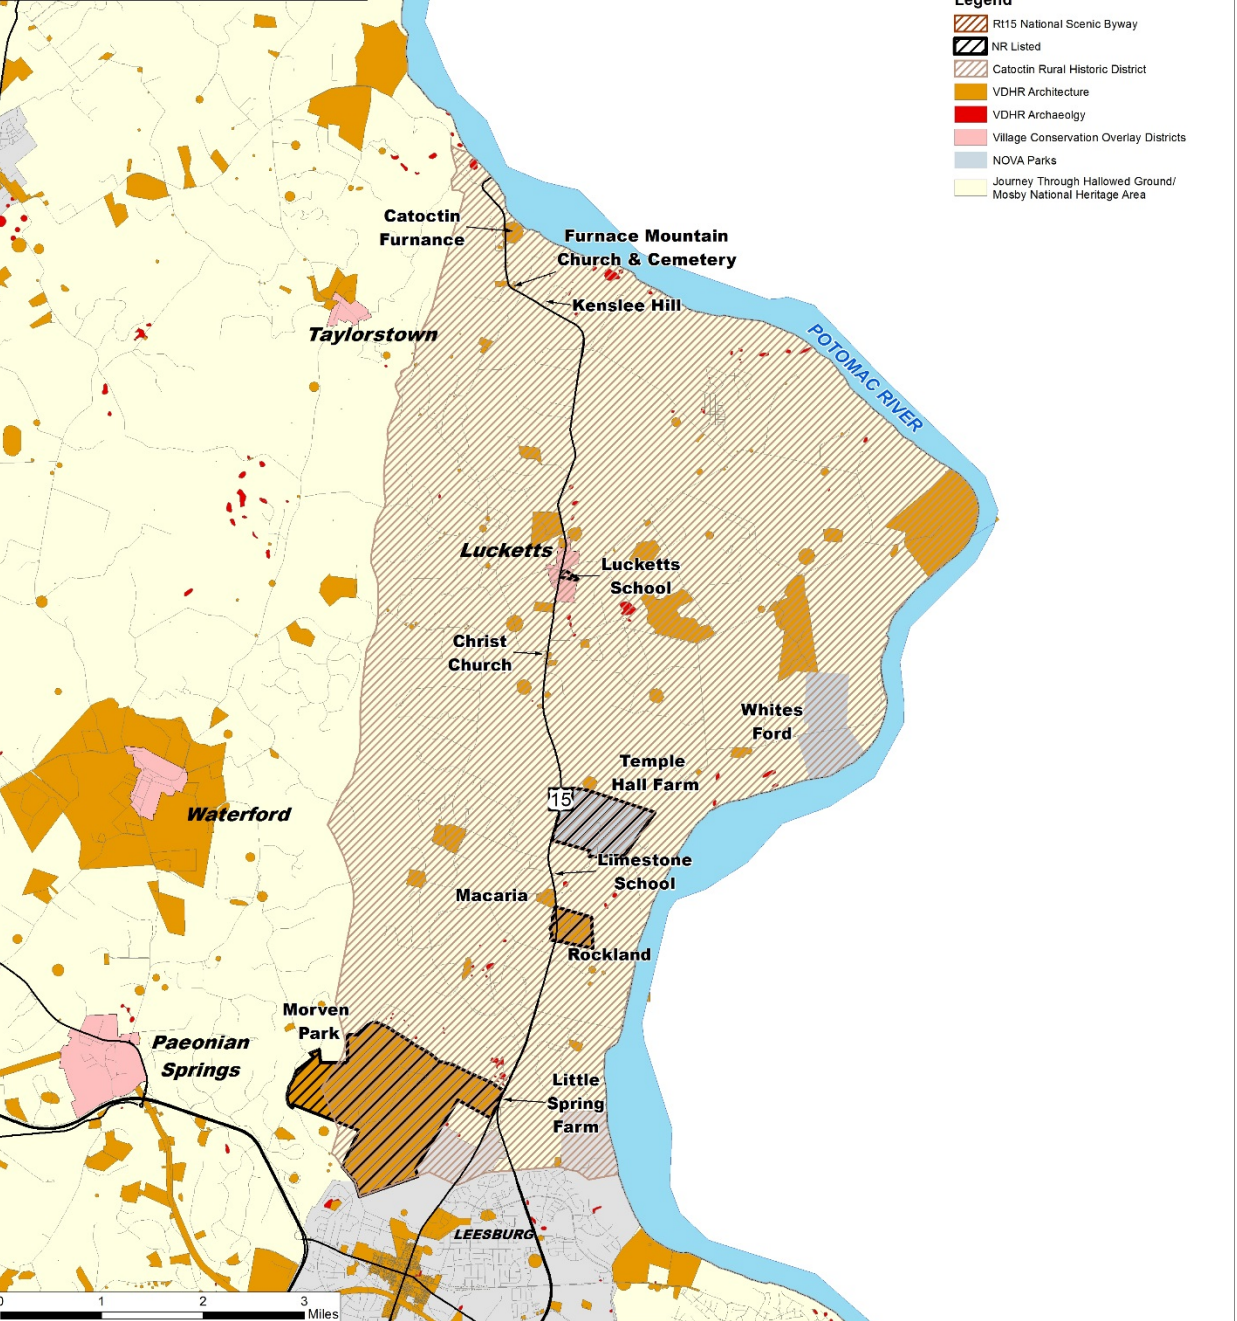 Legend
Rt15 National Scenic Byway
NR Listed
Catoctin Rural Historic District
VDHR Architecture
VDHR Archaeolgy
Village Conservation Overlay Districts
NOVA Parks
Journey Through Hallowed Ground/
Mosby National Heritage Area
Catoctin
Furnance
Furnace Mountain
Church & Cemetery
Kenslee Hill
Taylorstown
POTOMAC RIVER
Lucketts
Lucketts
School
Christ
Church
Whites
Ford
Temple
Hall Farm
15
Waterford
Limestone
School
Macaria
Rockland
Morven
Park
Paeonian
Springs
Little
Spring
Farm
LEESBURG
0 1 2 3
Miles